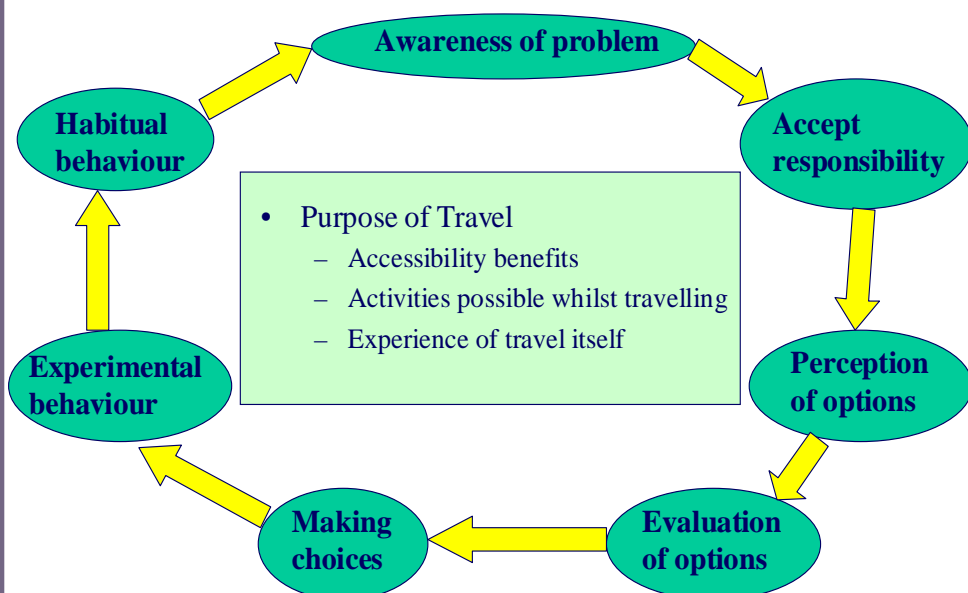 Awareness of problem
Accept
responsibility
Perception
of options
Evaluation
of options
Making
choices
Experimental
behaviour
Habitual
behaviour
• Purpose of Travel
– Accessibility benefits
– Activities possible whilst travelling
– Experience of travel itself